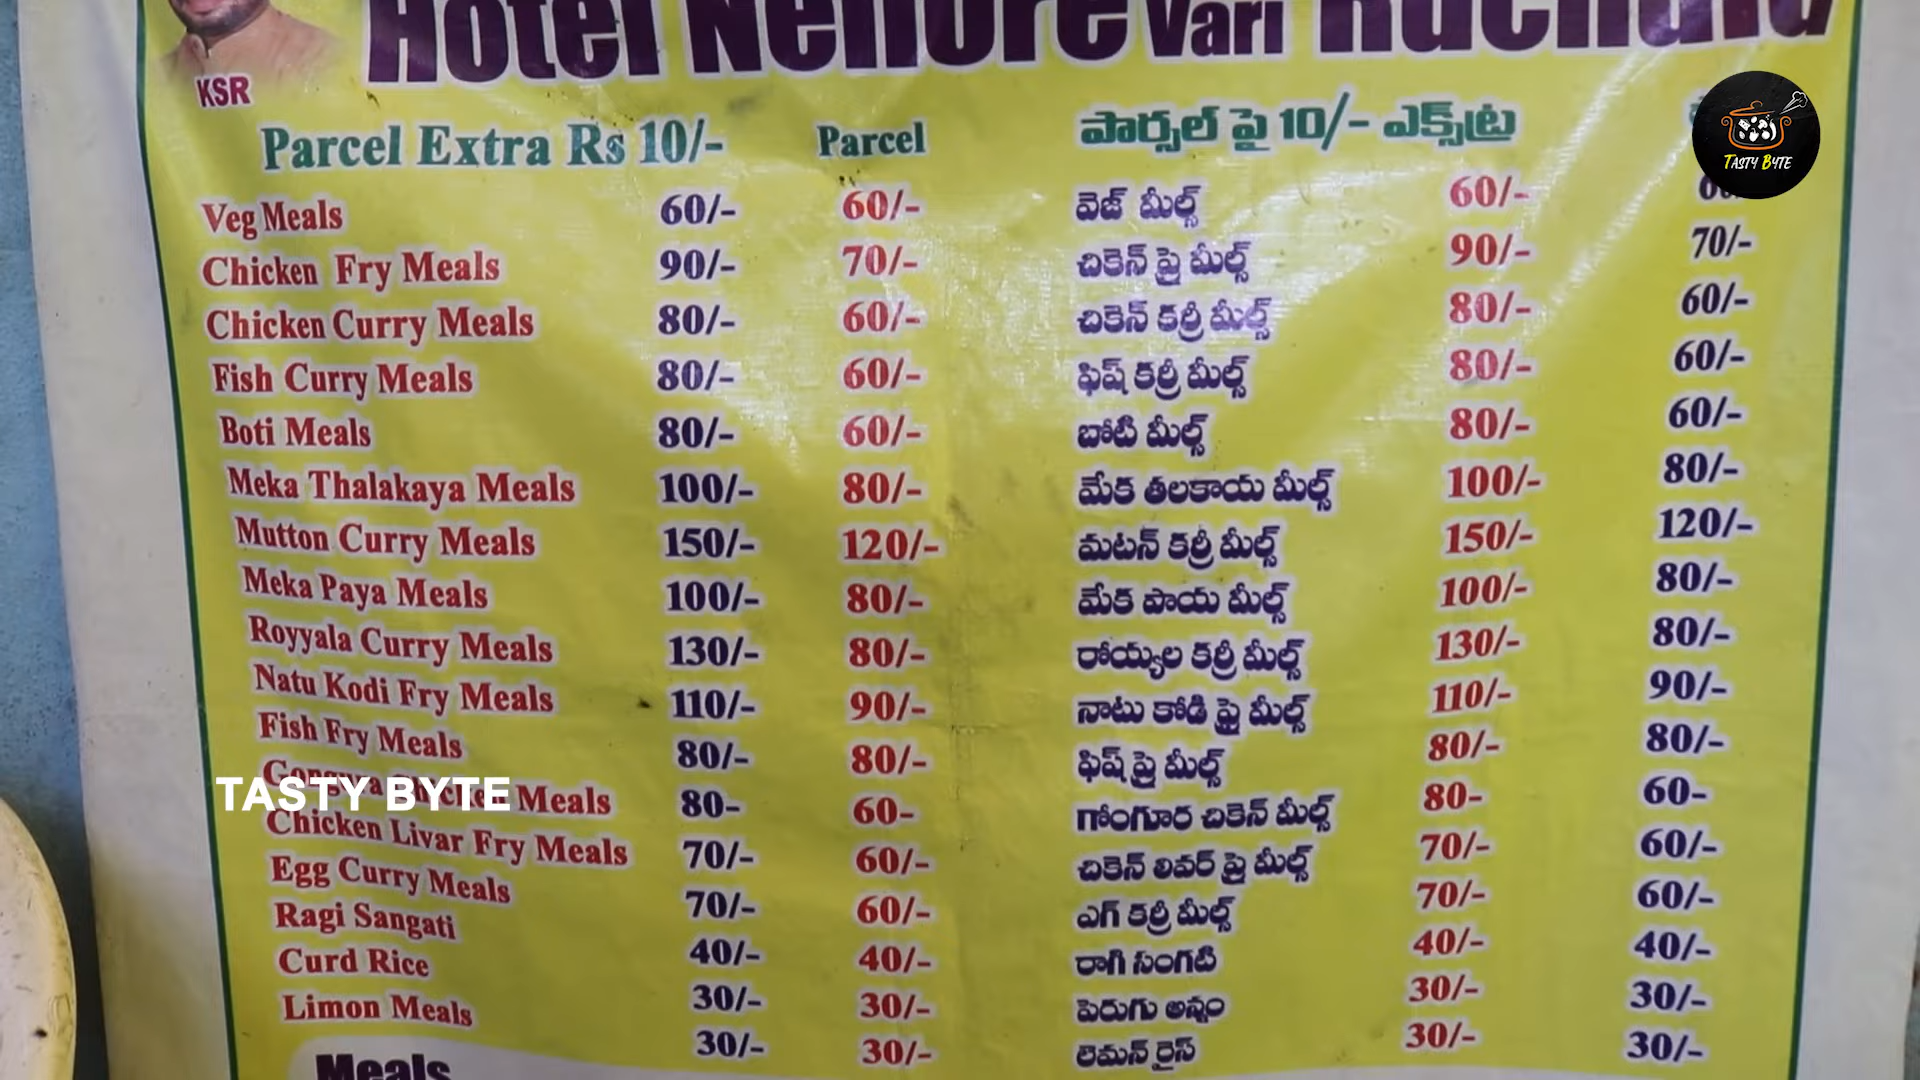 Hotel Nellore Vari Ruchulu
KSR
Parcel Extra Rs 10/- Parcel పార్సల్ పై 10/- ఎక్స్‌ట్రా
TASTY BYTE
Veg Meals 60/- 60/- వెజ్ మీల్స్ 60/-
Chicken Fry Meals 90/- 70/- చికెన్ ఫ్రై మీల్స్ 90/- 70/-
Chicken Curry Meals 80/- 60/- చికెన్ కర్రీ మీల్స్ 80/- 60/-
Fish Curry Meals 80/- 60/- ఫిష్ కర్రీ మీల్స్ 80/- 60/-
Boti Meals 80/- 60/- బోటి మీల్స్ 80/- 60/-
Meka Thalakaya Meals 100/- 80/- మేక తలకాయ మీల్స్ 100/- 80/-
Mutton Curry Meals 150/- 120/- మటన్ కర్రీ మీల్స్ 150/- 120/-
Meka Paya Meals 100/- 80/- మేక పాయ మీల్స్ 100/- 80/-
Royyala Curry Meals 130/- 80/- రోయ్యల కర్రీ మీల్స్ 130/- 80/-
Natu Kodi Fry Meals 110/- 90/- నాటు కోడి ఫ్రై మీల్స్ 110/- 90/-
Fish Fry Meals 80/- 80/- ఫిష్ ఫ్రై మీల్స్ 80/- 80/-
TASTY BYTE
Meals 80- 60- గోంగూర చికెన్ మీల్స్ 80- 60-
Chicken Livar Fry Meals 70/- 60/- చికెన్ లివర్ ఫ్రై మీల్స్ 70/- 60/-
Egg Curry Meals 70/- 60/- ఎగ్ కర్రీ మీల్స్ 70/- 60/-
Ragi Sangati 40/- 40/- రాగి సంగటి 40/- 40/-
Curd Rice 30/- 30/- పెరుగు అన్నం 30/- 30/-
Limon Meals 30/- 30/- లెమన్ రైస్ 30/- 30/-
Meals